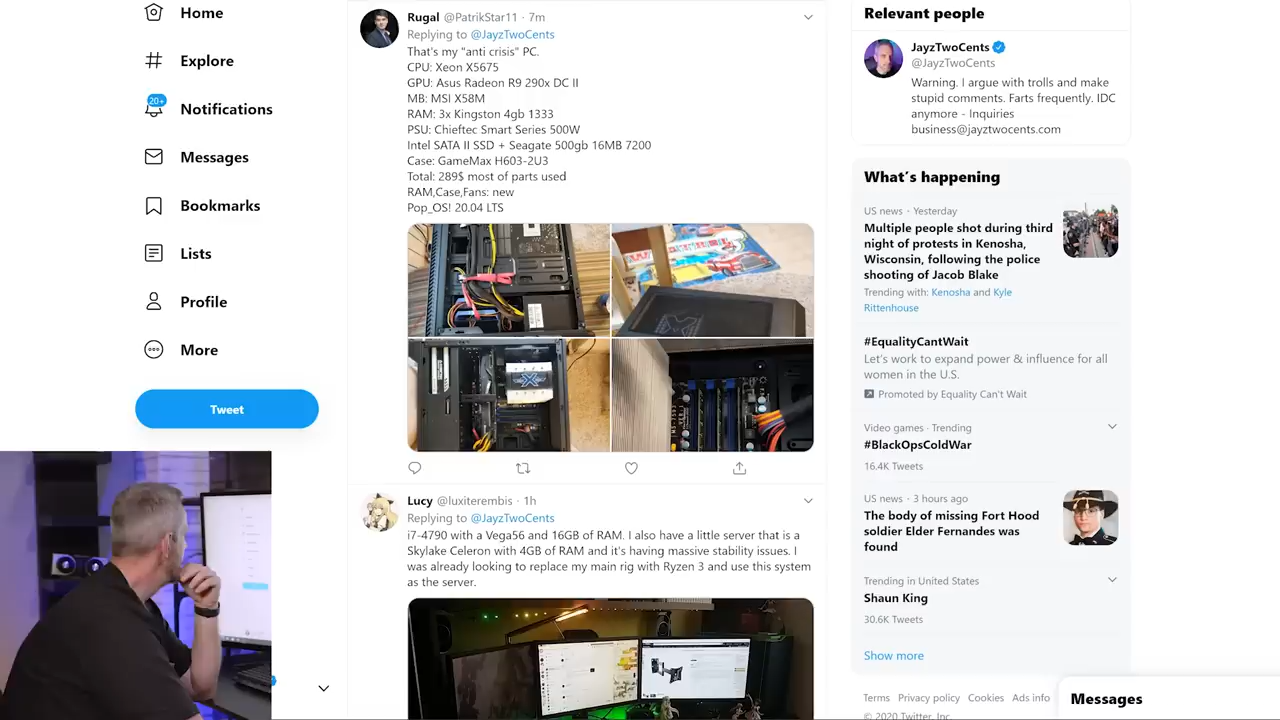 Home
Explore
20+
Notifications
Messages
Bookmarks
Lists
Profile
More
Tweet
Rugal @PatrikStar11 · 7m
Replying to @JayzTwoCents
That's my "anti crisis" PC.
CPU: Xeon X5675
GPU: Asus Radeon R9 290x DC II
MB: MSI X58M
RAM: 3x Kingston 4gb 1333
PSU: Chieftec Smart Series 500W
Intel SATA II SSD + Seagate 500gb 16MB 7200
Case: GameMax H603-2U3
Total: 289$ most of parts used
RAM,Case,Fans: new
Pop_OS! 20.04 LTS
Lucy @luxiterembis · 1h
Replying to @JayzTwoCents
i7-4790 with a Vega56 and 16GB of RAM. I also have a little server that is a
Skylake Celeron with 4GB of RAM and it's having massive stability issues. I
was already looking to replace my main rig with Ryzen 3 and use this system
as the server.
Relevant people
JayzTwoCents
@JayzTwoCents
Warning. I argue with trolls and make
stupid comments. Farts frequently. IDC
anymore - Inquiries
business@jayztwocents.com
What's happening
US news · Yesterday
Multiple people shot during third
night of protests in Kenosha,
Wisconsin, following the police
shooting of Jacob Blake
Trending with: Kenosha and Kyle
Rittenhouse
#EqualityCantWait
Let's work to expand power & influence for all
women in the U.S.
Promoted by Equality Can't Wait
Video games · Trending
#BlackOpsColdWar
16.4K Tweets
US news · 3 hours ago
The body of missing Fort Hood
soldier Elder Fernandes was
found
Trending in United States
Shaun King
30.6K Tweets
Show more
Terms Privacy policy Cookies Ads info
© 2020 Twitter, Inc.
Messages